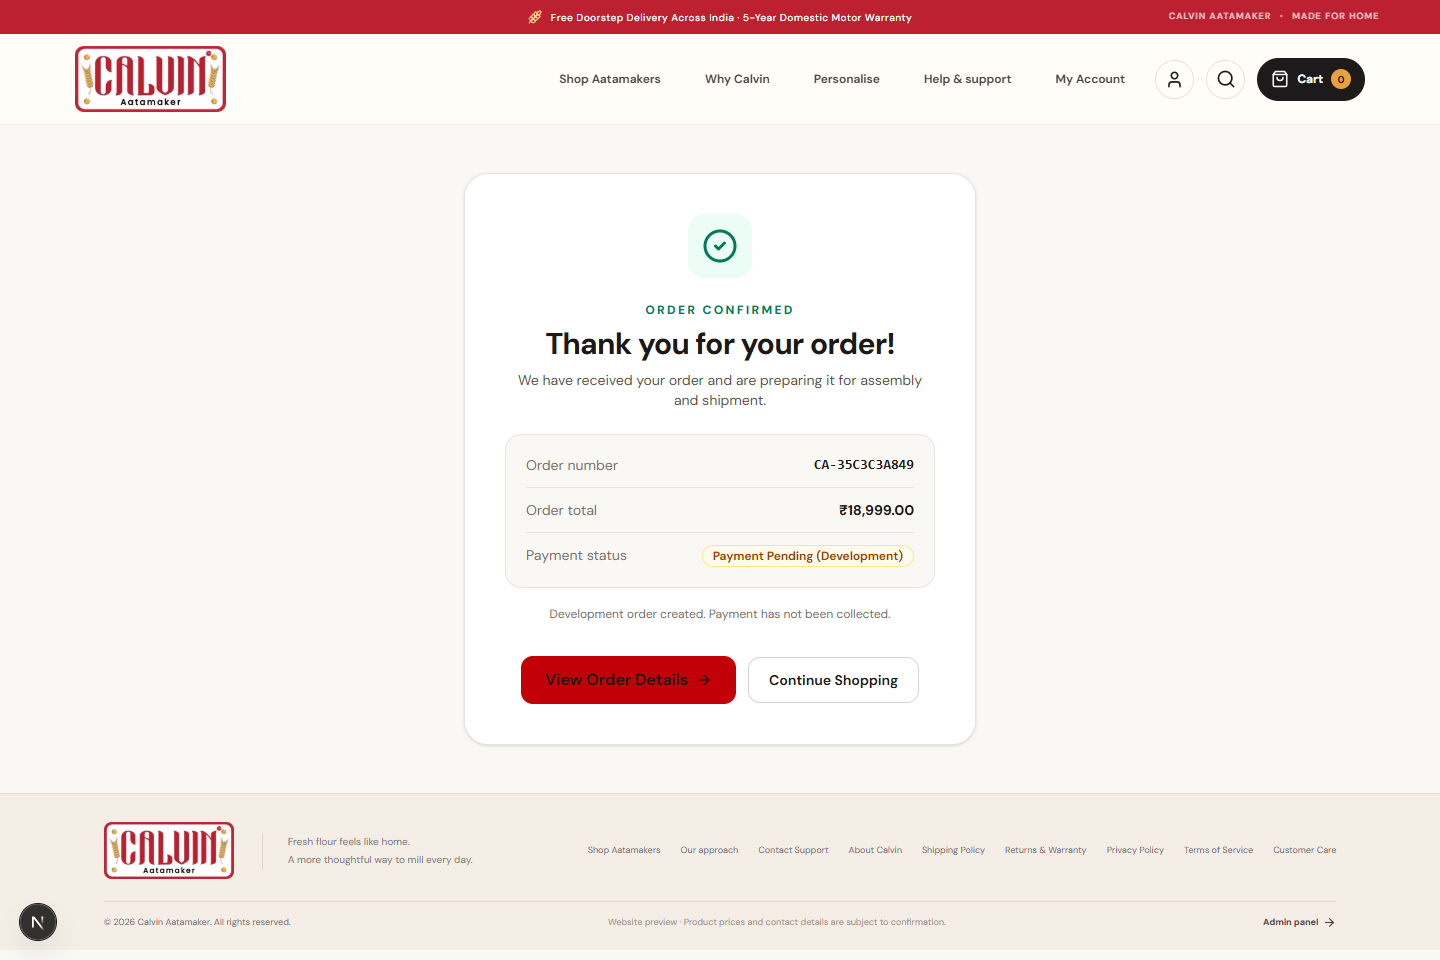 Free Doorstep Delivery Across India · 5-Year Domestic Motor Warranty
CALVIN AATAMAKER • MADE FOR HOME
CALVIN
Aatamaker
Shop Aatamakers
Why Calvin
Personalise
Help & support
My Account
Cart 0
ORDER CONFIRMED
Thank you for your order!
We have received your order and are preparing it for assembly
and shipment.
Order number CA-35C3C3A849
Order total ₹18,999.00
Payment status Payment Pending (Development)
Development order created. Payment has not been collected.
View Order Details →
Continue Shopping
CALVIN
Aatamaker
Fresh flour feels like home.
A more thoughtful way to mill every day.
Shop Aatamakers
Our approach
Contact Support
About Calvin
Shipping Policy
Returns & Warranty
Privacy Policy
Terms of Service
Customer Care
© 2026 Calvin Aatamaker. All rights reserved.
Website preview · Product prices and contact details are subject to confirmation.
Admin panel →
N